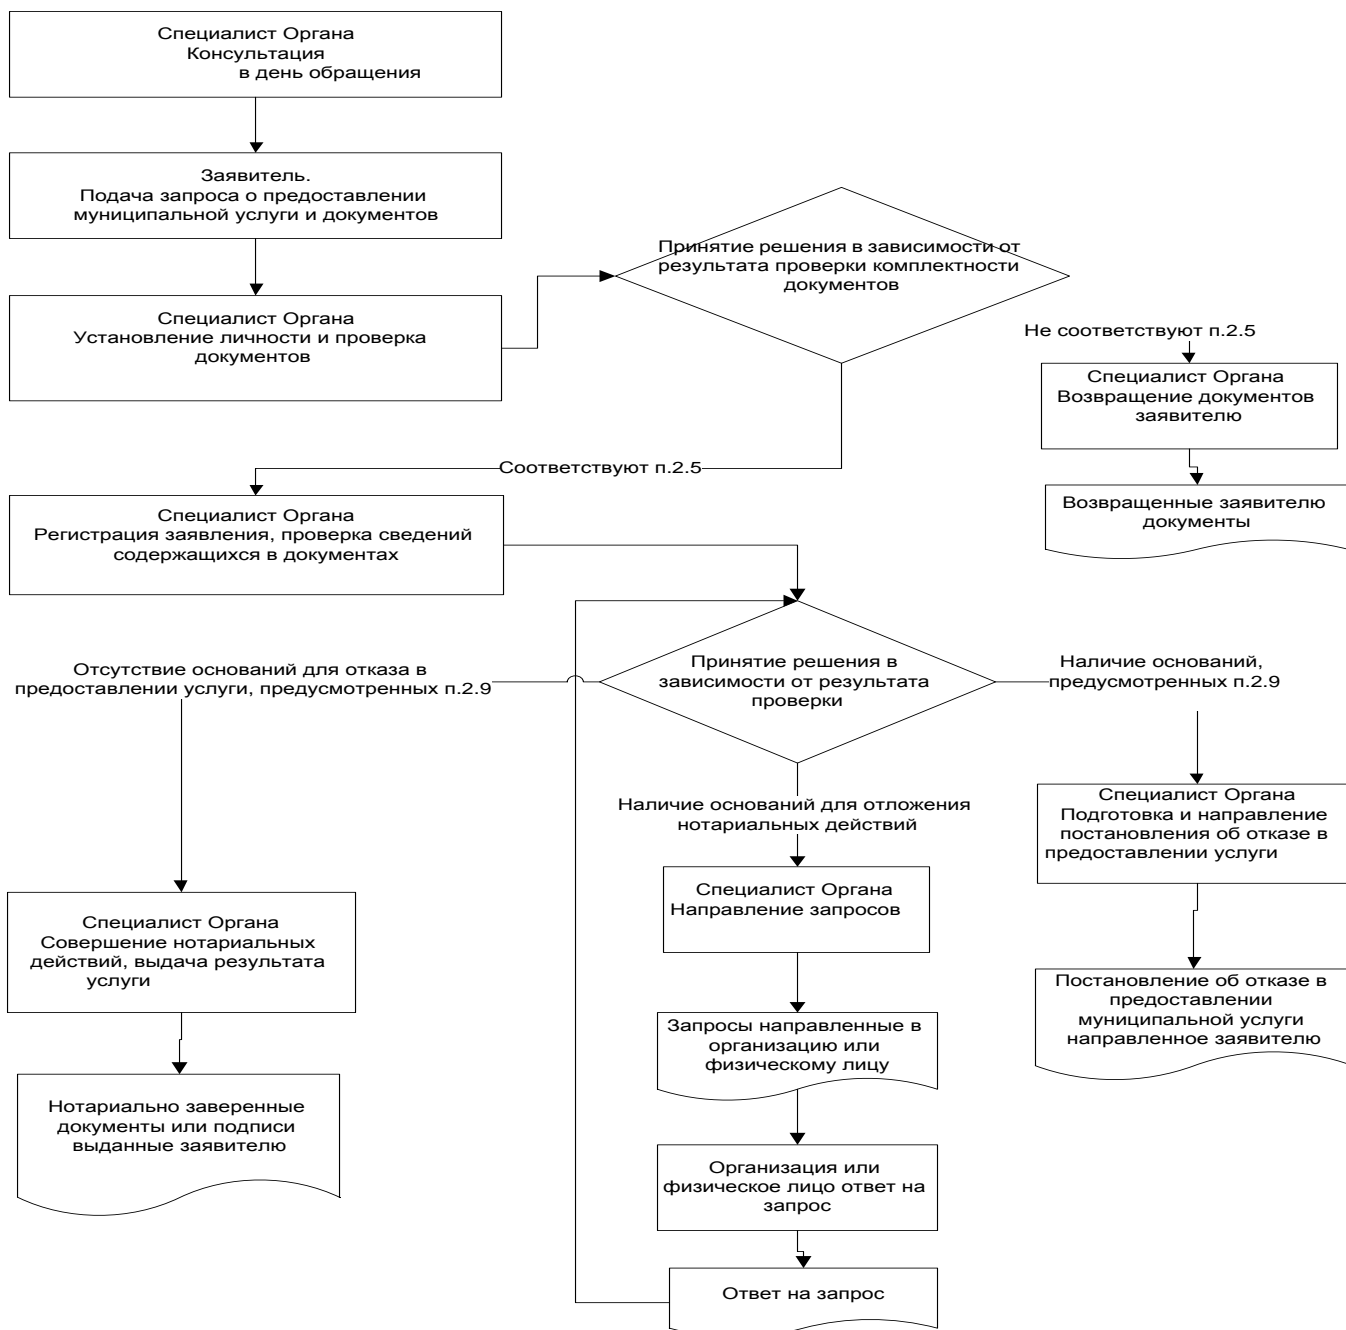 Специалист Органа
Консультация
в день обращения
Заявитель.
Подача запроса о предоставлении
муниципальной услуги и документов
Специалист Органа
Установление личности и проверка
документов
Принятие решения в зависимости от
результата проверки комплектности
документов
Не соответствуют п.2.5
Специалист Органа
Возвращение документов
заявителю
Возвращенные заявителю
документы
Соответствуют п.2.5
Специалист Органа
Регистрация заявления, проверка сведений
содержащихся в документах
Принятие решения в
зависимости от результата
проверки
Отсутствие оснований для отказа в
предоставлении услуги, предусмотренных п.2.9
Наличие оснований,
предусмотренных п.2.9
Наличие оснований для отложения
нотариальных действий
Специалист Органа
Подготовка и направление
постановления об отказе в
предоставлении услуги
Специалист Органа
Направление запросов
Специалист Органа
Совершение нотариальных
действий, выдача результата
услуги
Постановление об отказе в
предоставлении
муниципальной услуги
направленное заявителю
Запросы направленные в
организацию или
физическому лицу
Нотариально заверенные
документы или подписи
выданные заявителю
Организация или
физическое лицо ответ на
запрос
Ответ на запрос